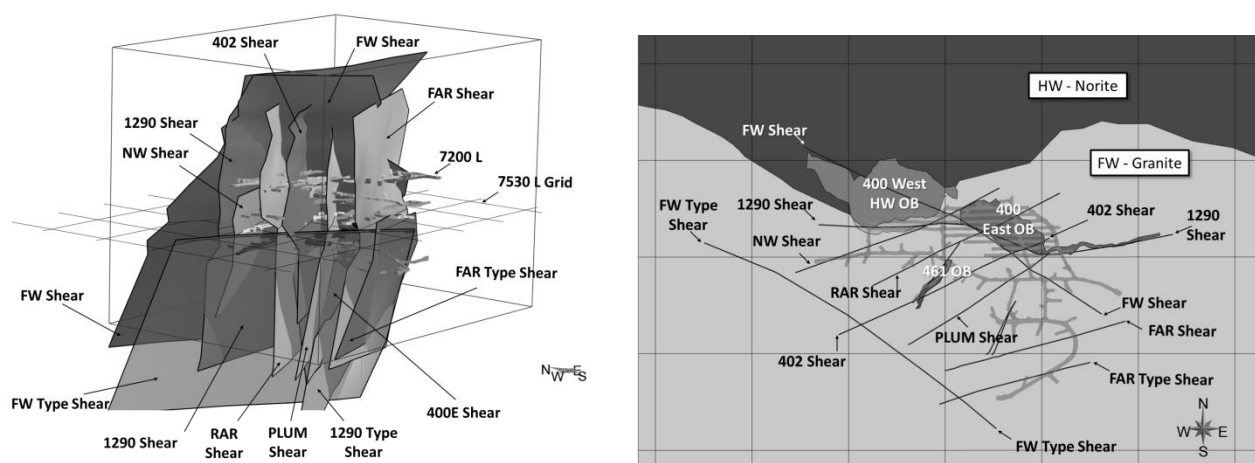 402 Shear
FW Shear
FAR Shear
1290 Shear
NW Shear
7200 L
7530 L Grid
FAR Type Shear
FW Shear
FW Type Shear
1290 Shear
RAR
Shear
PLUM
Shear
1290 Type
Shear
400E Shear
N
W
E
S
HW - Norite
FW - Granite
FW Shear
400 West
HW OB
FW Type
Shear
1290 Shear
400
East OB
402 Shear
1290
Shear
NW Shear
461 OB
RAR Shear
FW Shear
PLUM Shear
FAR Shear
402 Shear
FAR Type Shear
FW Type Shear
N
W
E
S